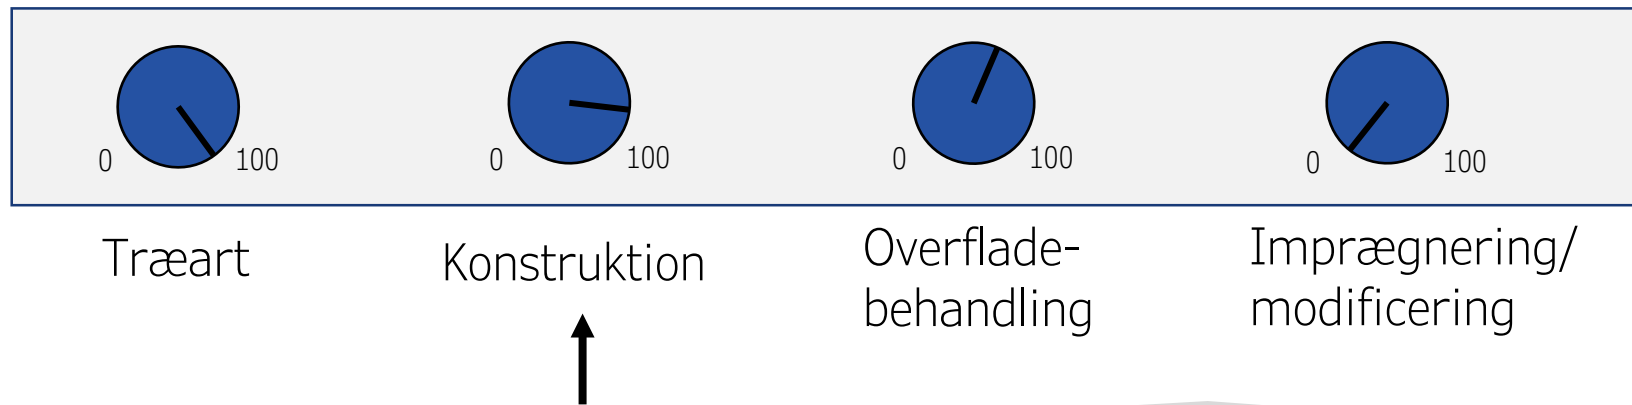 0 100 0 100 0 100 0 100
Træart
Konstruktion
Overflade-
behandling
Imprægnering/
modificering